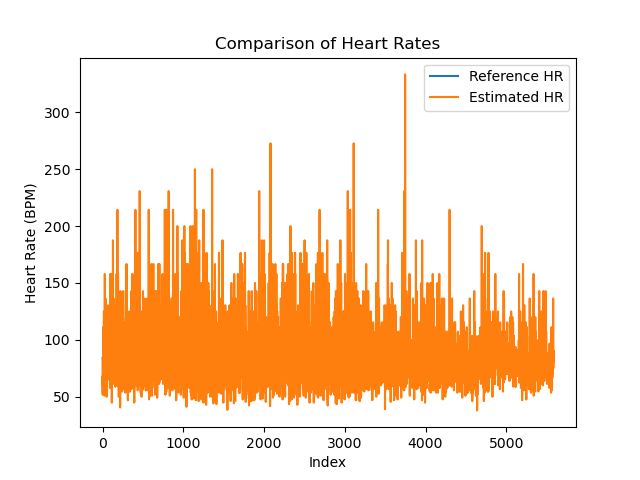 Comparison of Heart Rates
Reference HR
Estimated HR
300
250
200
150
100
50
Heart Rate (BPM)
0 1000 2000 3000 4000 5000
Index